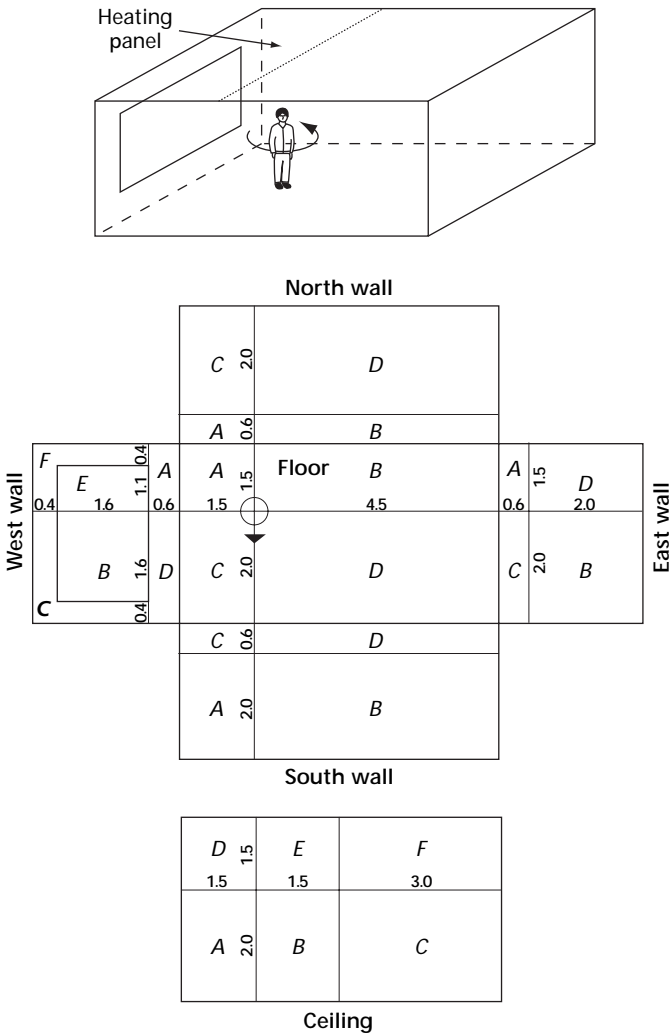 Heating
panel
North wall
C 2.0 D
A 0.6 B
F 0.4 A A 1.5 Floor B A 1.5 D
E 1.1
0.4 1.6 0.6 1.5 4.5 0.6 2.0
West wall
East wall
B 1.6 D C 2.0 D C 2.0 B
C 0.4
C 0.6 D
A 2.0 B
South wall
D 1.5 E F
1.5 1.5 3.0
A 2.0 B C
Ceiling